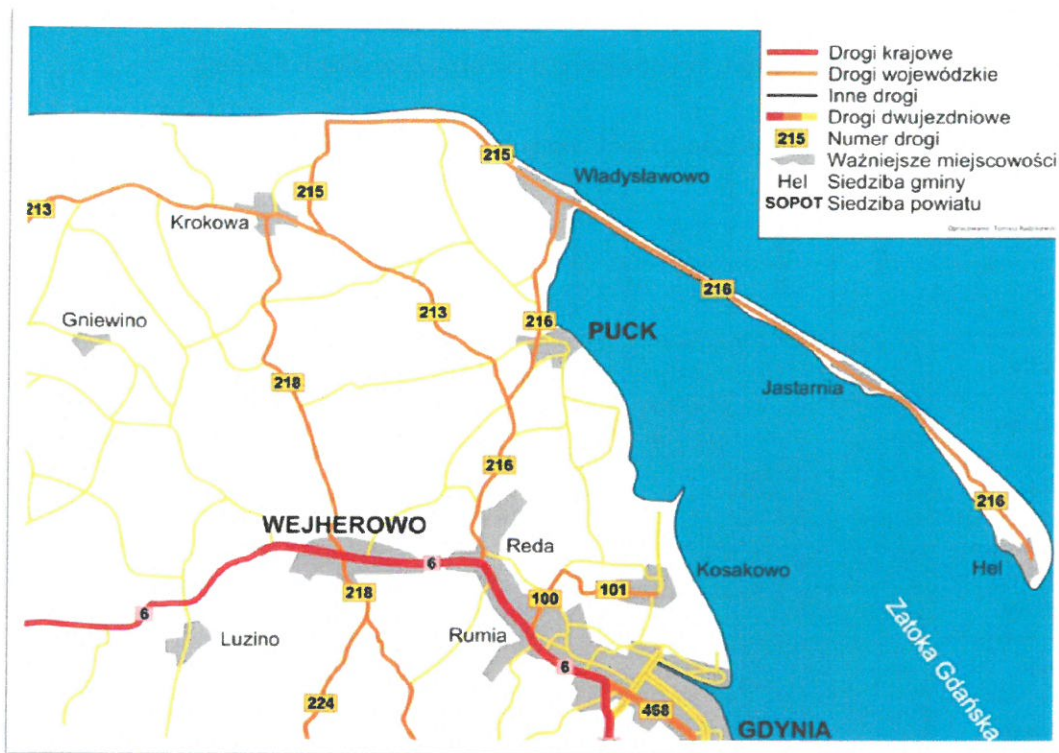 Drogi krajowe
Drogi wojewódzkie
Inne drogi
Drogi dwujezdniowe
215 Numer drogi
Ważniejsze miejscowości
Hel Siedziba gminy
SOPOT Siedziba powiatu
215
Władysławowo
213
Krokowa
215
216
Gniewino
213
216
PUCK
218
Jastarnia
216
216
WEJHEROWO
Reda
6
Hel
218
100
101
Kosakowo
6
Luzino
Rumia
6
Zatoka Gdańska
224
468
GDYNIA